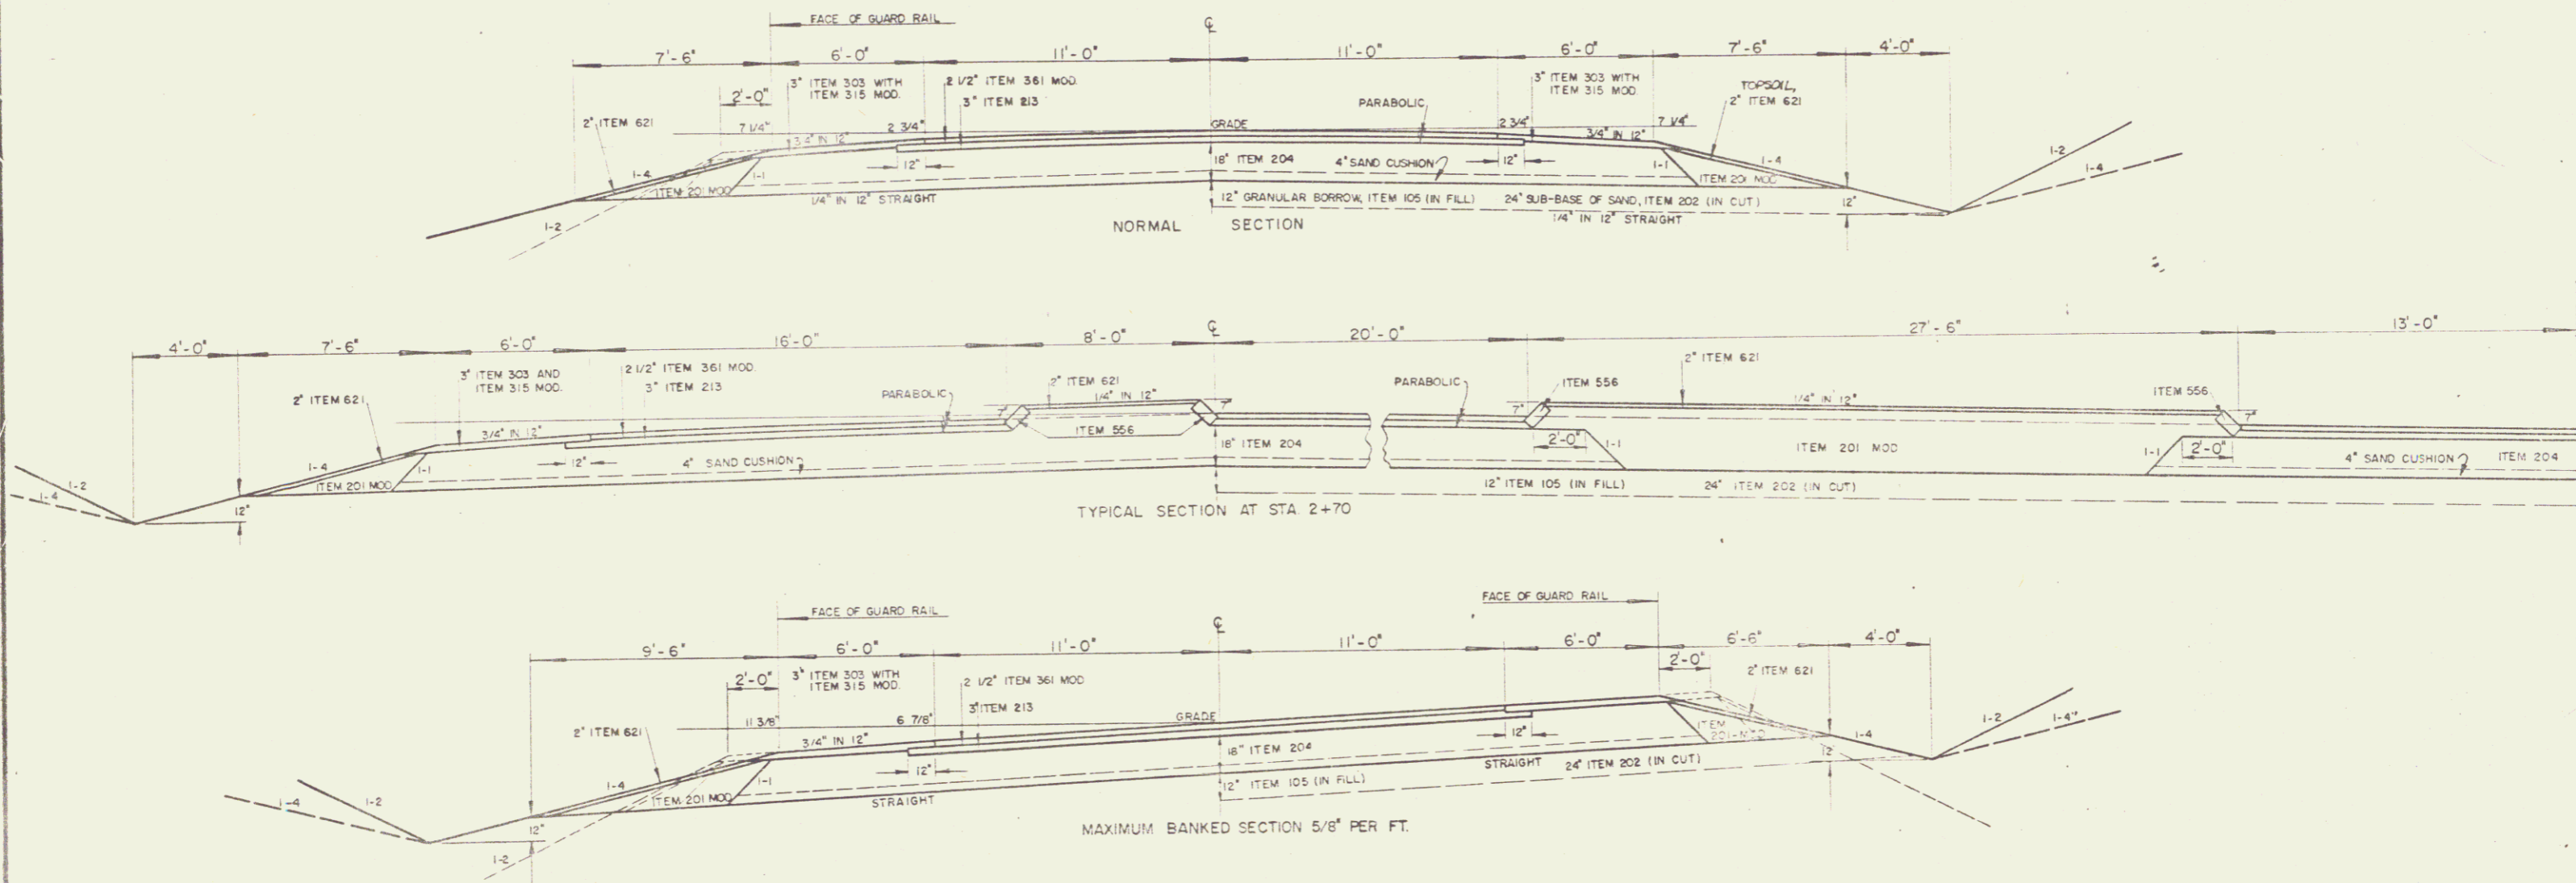 FACE OF GUARD RAIL
℄
7'-6"
6'-0"
11'-0"
11'-0"
6'-0"
7'-6"
4'-0"
2'-0"
3" ITEM 303 WITH
ITEM 315 MOD.
2 1/2" ITEM 361 MOD.
3" ITEM 213
3" ITEM 303 WITH
ITEM 315 MOD.
PARABOLIC
TOPSOIL,
2" ITEM 621
2" ITEM 621
7 1/4"
2 3/4"
GRADE
2 3/4"
7 1/4"
3/4" IN 12"
3/4" IN 12"
12"
18" ITEM 204
4" SAND CUSHION
12"
1-4
1-1
1-1
1-4
1-2
1-4
ITEM 201 MOD
ITEM 201 MOD
1/4" IN 12" STRAIGHT
12" GRANULAR BORROW, ITEM 105 (IN FILL)
24" SUB-BASE OF SAND, ITEM 202 (IN CUT)
12"
1/4" IN 12" STRAIGHT
1-2
NORMAL SECTION
℄
4'-0"
7'-6"
6'-0"
16'-0"
8'-0"
20'-0"
27'-6"
13'-0"
3" ITEM 303 AND
ITEM 315 MOD.
2 1/2" ITEM 361 MOD.
3" ITEM 213
2" ITEM 621
PARABOLIC
2" ITEM 621
1/4" IN 12"
7"
7"
PARABOLIC
ITEM 556
7"
2" ITEM 621
1/4" IN 12"
ITEM 556
7"
3/4" IN 12"
ITEM 556
12"
4" SAND CUSHION
18" ITEM 204
2'-0"
1-1
ITEM 201 MOD
1-1
2'-0"
4" SAND CUSHION
ITEM 204
1-2
1-4
1-4
1-1
ITEM 201 MOD
12"
12" ITEM 105 (IN FILL)
24" ITEM 202 (IN CUT)
TYPICAL SECTION AT STA. 2+70
FACE OF GUARD RAIL
FACE OF GUARD RAIL
℄
9'-6"
6'-0"
11'-0"
11'-0"
6'-0"
6'-6"
4'-0"
2'-0"
3" ITEM 303 WITH
ITEM 315 MOD.
2 1/2" ITEM 361 MOD
3" ITEM 213
2'-0"
2" ITEM 621
2" ITEM 621
11 3/8"
6 7/8"
GRADE
3/4" IN 12"
12"
18" ITEM 204
12"
ITEM
201-MOD
1-4
1-2
1-4"
12
1-4
1-2
1-4
1-1
ITEM 201 MOD
STRAIGHT
12" ITEM 105 (IN FILL)
STRAIGHT
24" ITEM 202 (IN CUT)
12"
1-2
MAXIMUM BANKED SECTION 5/8" PER FT.